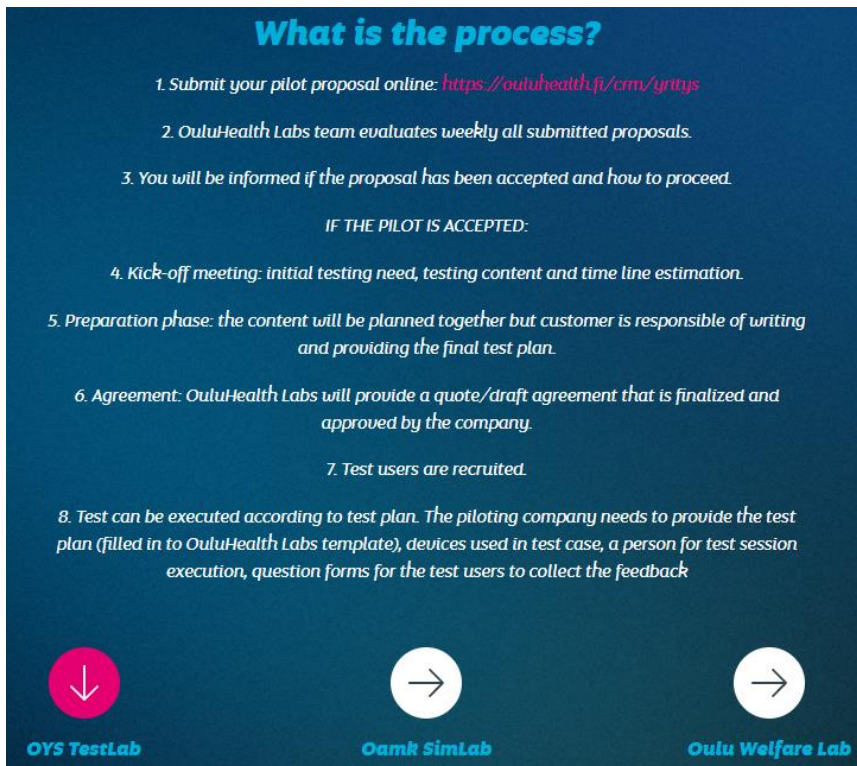 What is the process?
1. Submit your pilot proposal online: https://ouluhealth.fi/crm/yritys
2. OuluHealth Labs team evaluates weekly all submitted proposals.
3. You will be informed if the proposal has been accepted and how to proceed.
IF THE PILOT IS ACCEPTED:
4. Kick-off meeting: initial testing need, testing content and time line estimation.
5. Preparation phase: the content will be planned together but customer is responsible of writing
and providing the final test plan.
6. Agreement: OuluHealth Labs will provide a quote/draft agreement that is finalized and
approved by the company.
7. Test users are recruited.
8. Test can be executed according to test plan. The piloting company needs to provide the test
plan (filled in to OuluHealth Labs template), devices used in test case, a person for test session
execution, question forms for the test users to collect the feedback
OYS TestLab
Oamk SimLab
Oulu Welfare Lab